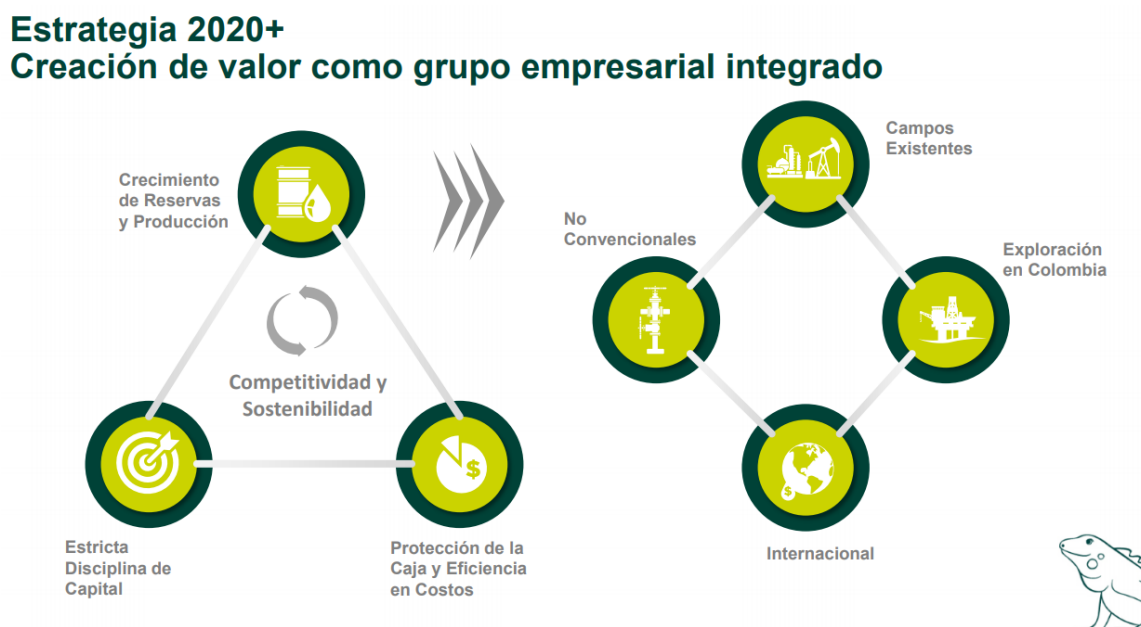 Estrategia 2020+
Creación de valor como grupo empresarial integrado
Crecimiento
de Reservas
y Producción
Competitividad y
Sostenibilidad
Estricta
Disciplina de
Capital
Protección de la
Caja y Eficiencia
en Costos
$
Campos
Existentes
No
Convencionales
Exploración
en Colombia
$
Internacional